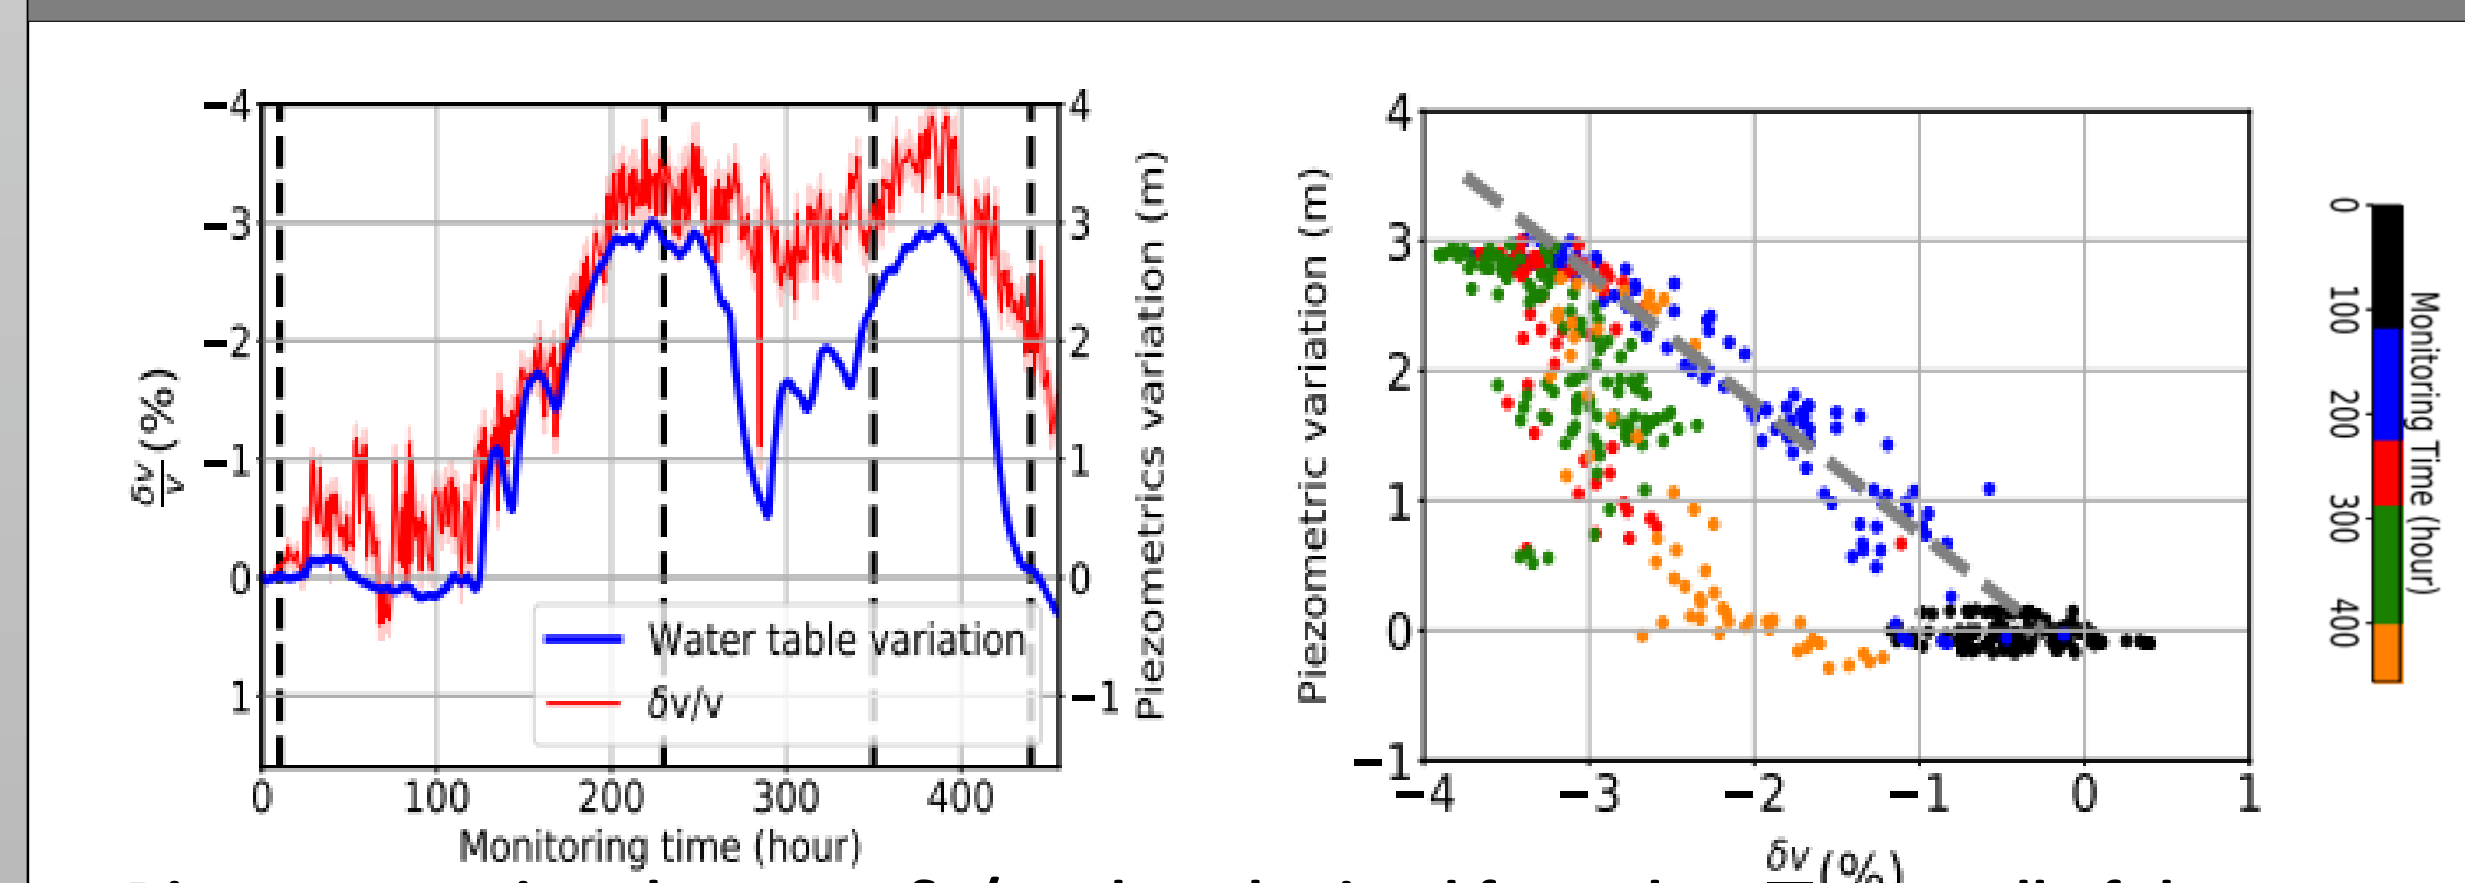 −4
−3
−2
−1
0
1
4
3
2
1
0
−1
δv/v (%)
Piezometrics variation (m)
Water table variation
δv/v
0 100 200 300 400
Monitoring time (hour)
4
3
2
1
0
−1
Piezometric variation (m)
−4 −3 −2 −1 0 1
δv/v (%)
0
100
200
300
400
Monitoring Time (hour)